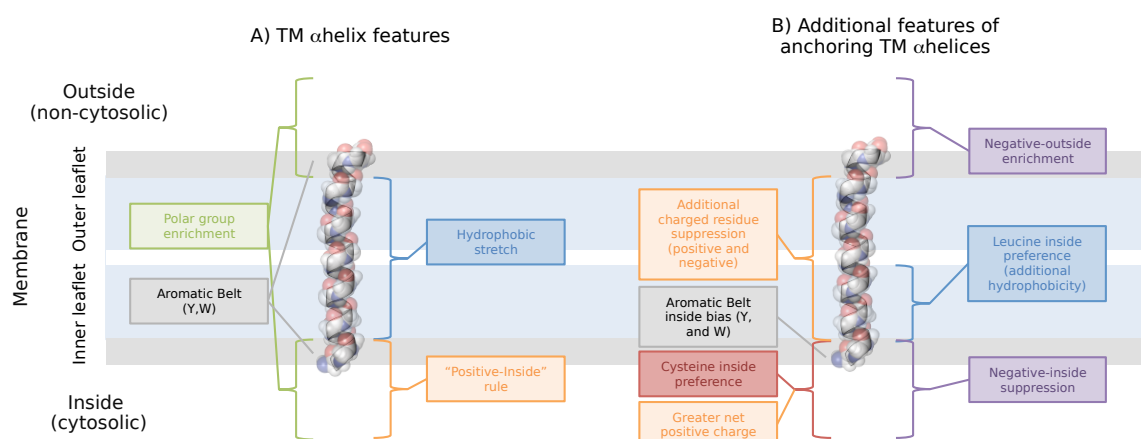 A) TM αhelix features
B) Additional features of
anchoring TM αhelices
Outside
(non-cytosolic)
Membrane
Outer leaflet
Inner leaflet
Inside
(cytosolic)
Polar group
enrichment
Aromatic Belt
(Y,W)
Hydrophobic
stretch
“Positive-Inside”
rule
Additional
charged residue
suppression
(positive and
negative)
Aromatic Belt
inside bias (Y,
and W)
Cysteine inside
preference
Greater net
positive charge
Negative-outside
enrichment
Leucine inside
preference
(additional
hydrophobicity)
Negative-inside
suppression